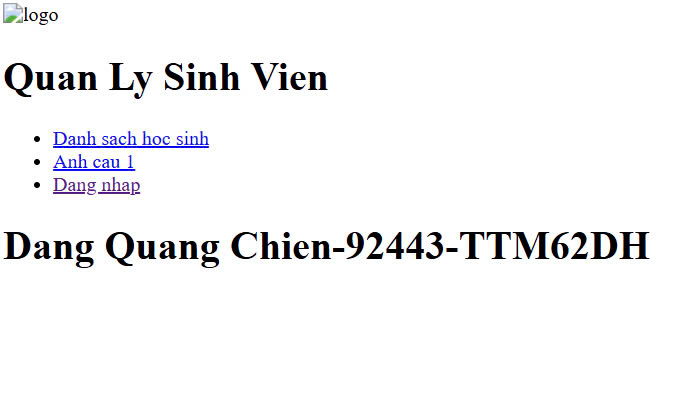 logo
Quan Ly Sinh Vien
Danh sach hoc sinh
Anh cau 1
Dang nhap
Dang Quang Chien-92443-TTM62DH